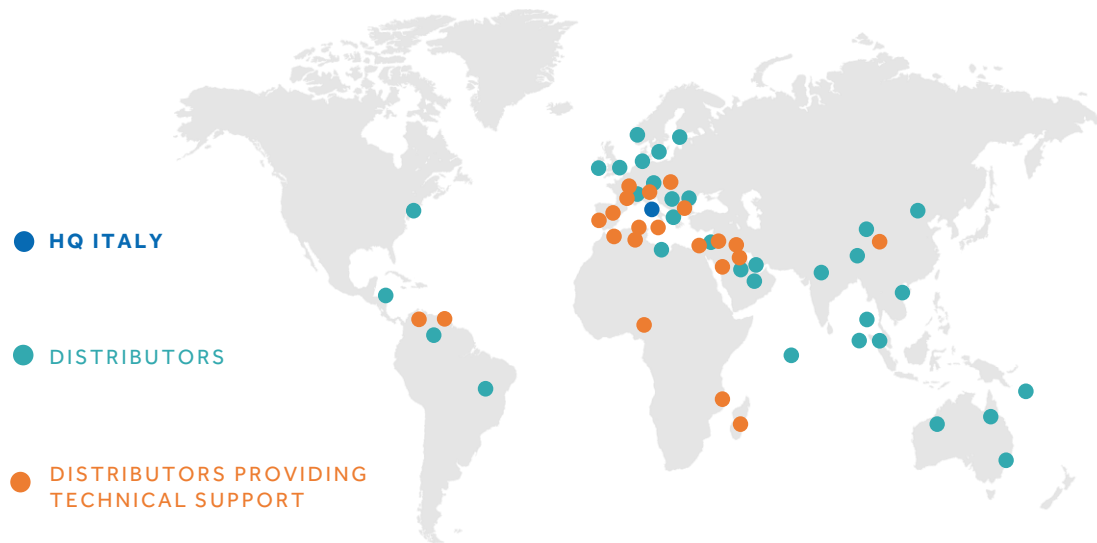 HQ ITALY
DISTRIBUTORS
DISTRIBUTORS PROVIDING
TECHNICAL SUPPORT